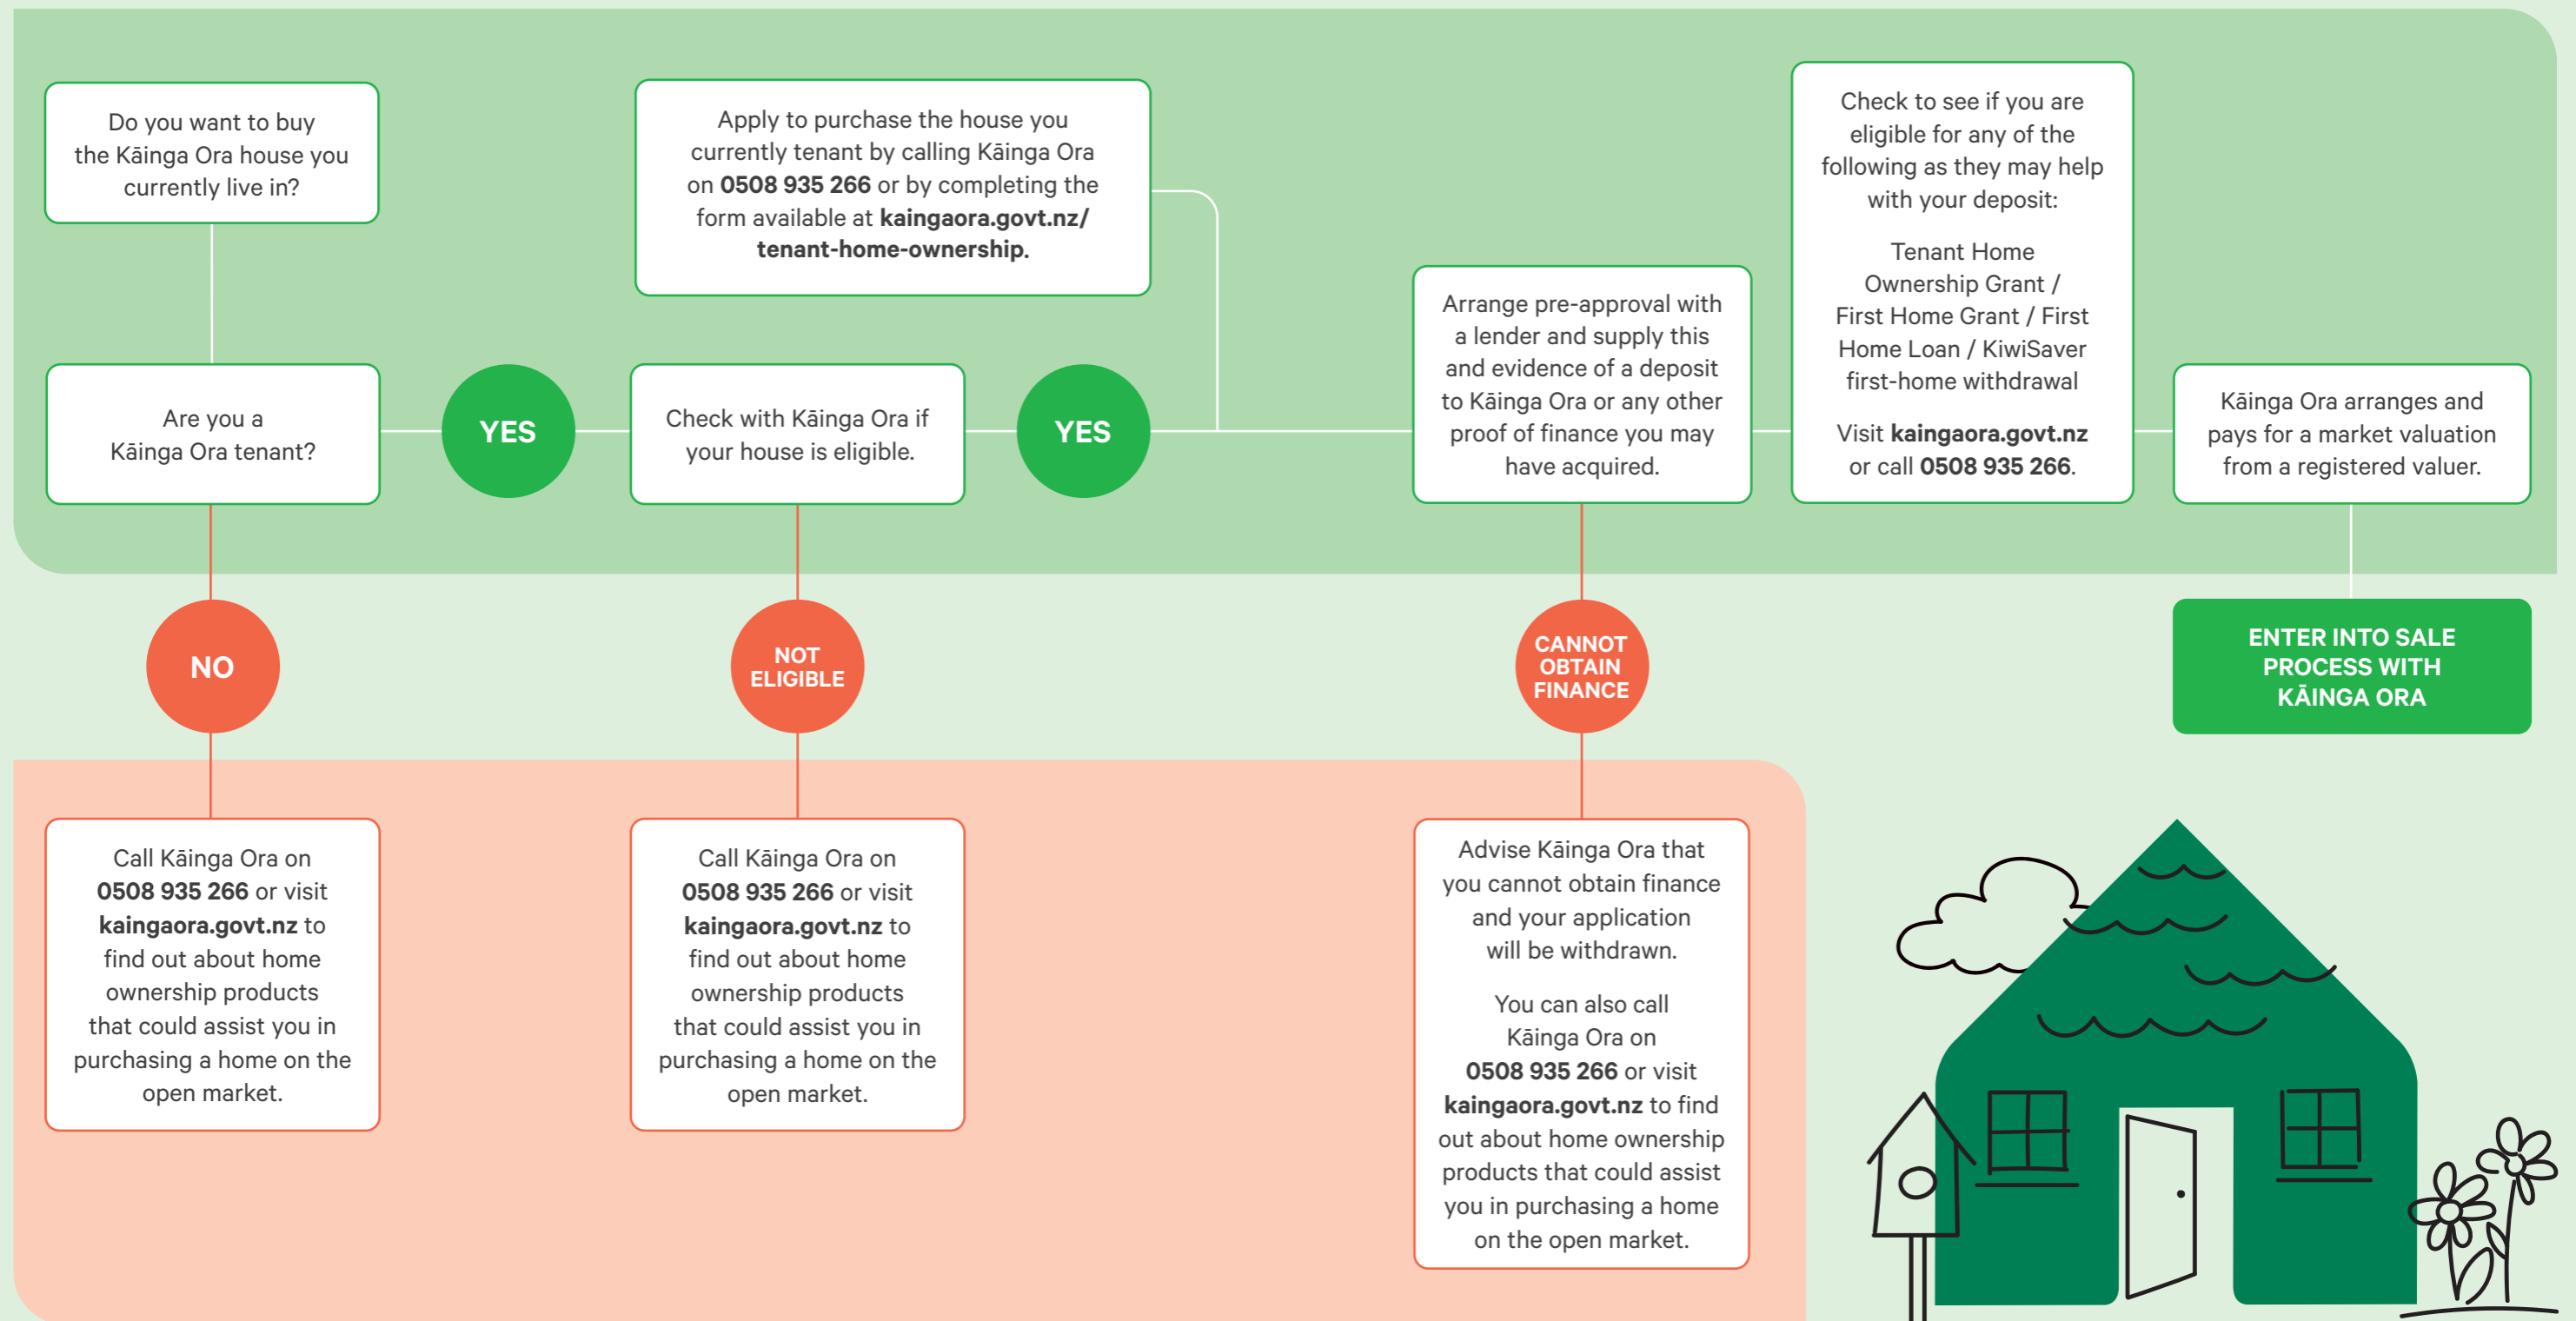 Do you want to buy
the Kāinga Ora house you
currently live in?
Are you a
Kāinga Ora tenant?
YES
Check with Kāinga Ora if
your house is eligible.
YES
Apply to purchase the house you
currently tenant by calling Kāinga Ora
on 0508 935 266 or by completing the
form available at kaingaora.govt.nz/
tenant-home-ownership.
Arrange pre-approval with
a lender and supply this
and evidence of a deposit
to Kāinga Ora or any other
proof of finance you may
have acquired.
Check to see if you are
eligible for any of the
following as they may help
with your deposit:
Tenant Home
Ownership Grant /
First Home Grant / First
Home Loan / KiwiSaver
first-home withdrawal
Visit kaingaora.govt.nz
or call 0508 935 266.
Kāinga Ora arranges and
pays for a market valuation
from a registered valuer.
ENTER INTO SALE
PROCESS WITH
KĀINGA ORA
NO
Call Kāinga Ora on
0508 935 266 or visit
kaingaora.govt.nz to
find out about home
ownership products
that could assist you in
purchasing a home on the
open market.
NOT
ELIGIBLE
Call Kāinga Ora on
0508 935 266 or visit
kaingaora.govt.nz to
find out about home
ownership products
that could assist you in
purchasing a home on the
open market.
CANNOT
OBTAIN
FINANCE
Advise Kāinga Ora that
you cannot obtain finance
and your application
will be withdrawn.
You can also call
Kāinga Ora on
0508 935 266 or visit
kaingaora.govt.nz to find
out about home ownership
products that could assist
you in purchasing a home
on the open market.